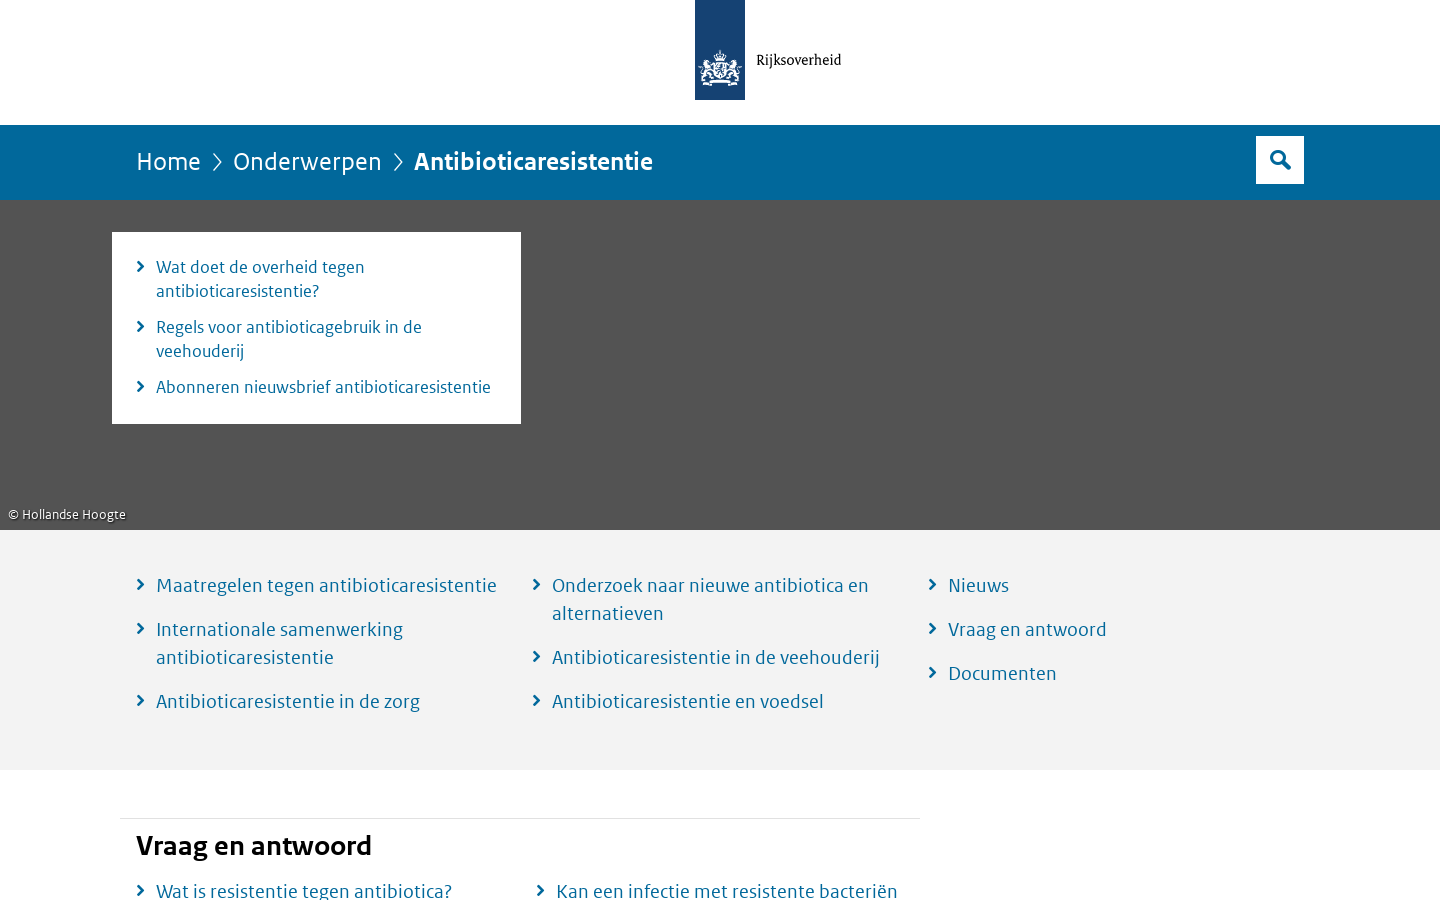 Rijksoverheid
Home
Onderwerpen
Antibioticaresistentie
Wat doet de overheid tegen
antibioticaresistentie?
Regels voor antibioticagebruik in de
veehouderij
Abonneren nieuwsbrief antibioticaresistentie
© Hollandse Hoogte
Maatregelen tegen antibioticaresistentie
Internationale samenwerking
antibioticaresistentie
Antibioticaresistentie in de zorg
Onderzoek naar nieuwe antibiotica en
alternatieven
Antibioticaresistentie in de veehouderij
Antibioticaresistentie en voedsel
Nieuws
Vraag en antwoord
Documenten
Vraag en antwoord
Wat is resistentie tegen antibiotica?
Kan een infectie met resistente bacteriën